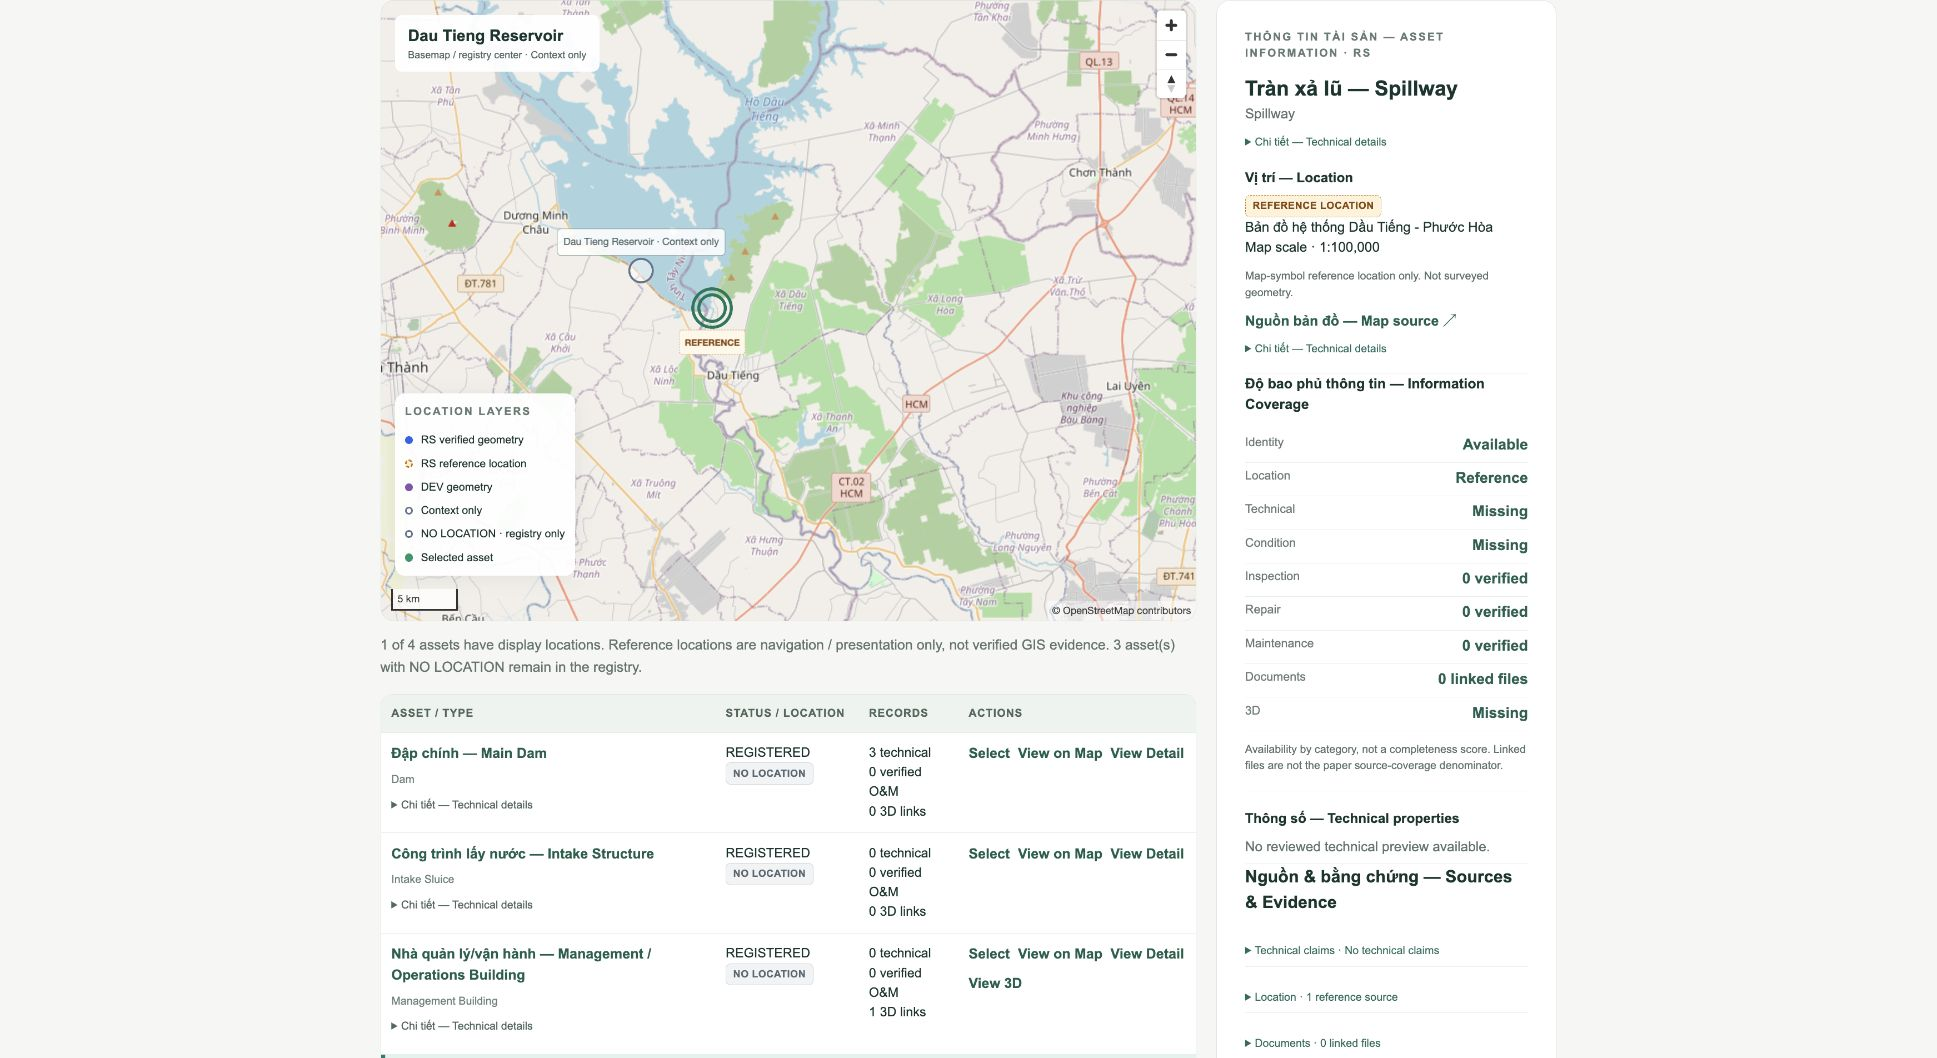 Dau Tieng Reservoir
Basemap / registry center · Context only
Xã Tân
Phú
Hồ Dầu
Tiếng
QL.13
QL.14
HCM
Xã Minh
Thạnh
Phường
Minh Hưng
Chơn Thành
Phường
Bình Minh
Dương Minh
Châu
Dau Tieng Reservoir · Context only
ĐT.781
Xã Dầu
Tiếng
Xã Long
Hòa
Xã Trừ
Văn Thố
REFERENCE
Xã Cầu
Khởi
Xã Lộc
Ninh
Dầu Tiếng
Thành
Lai Uyên
HCM
Khu công
nghiệp
Bàu Bàng
Xã Thanh
An
LOCATION LAYERS
RS verified geometry
RS reference location
DEV geometry
Context only
NO LOCATION · registry only
Selected asset
Xã Truông
Mít
CT.02
HCM
Phường
Bến Cát
Phường
Chánh
Phú Hòa
Xã Hưng
Thuận
Phường
Long Nguyên
Phường
Tây Nam
ĐT.741
5 km
Bến Cầu
© OpenStreetMap contributors
1 of 4 assets have display locations. Reference locations are navigation / presentation only, not verified GIS evidence. 3 asset(s)
with NO LOCATION remain in the registry.
ASSET / TYPE STATUS / LOCATION RECORDS ACTIONS
Đập chính — Main Dam
Dam
Chi tiết — Technical details
REGISTERED
NO LOCATION
3 technical
0 verified
O&M
0 3D links
Select View on Map View Detail
Công trình lấy nước — Intake Structure
Intake Sluice
Chi tiết — Technical details
REGISTERED
NO LOCATION
0 technical
0 verified
O&M
0 3D links
Select View on Map View Detail
Nhà quản lý/vận hành — Management /
Operations Building
Management Building
Chi tiết — Technical details
REGISTERED
NO LOCATION
0 technical
0 verified
O&M
1 3D links
Select View on Map View Detail
View 3D
THÔNG TIN TÀI SẢN — ASSET
INFORMATION · RS
Tràn xả lũ — Spillway
Spillway
Chi tiết — Technical details
Vị trí — Location
REFERENCE LOCATION
Bản đồ hệ thống Dầu Tiếng - Phước Hòa
Map scale · 1:100,000
Map-symbol reference location only. Not surveyed
geometry.
Nguồn bản đồ — Map source
Chi tiết — Technical details
Độ bao phủ thông tin — Information
Coverage
Identity Available
Location Reference
Technical Missing
Condition Missing
Inspection 0 verified
Repair 0 verified
Maintenance 0 verified
Documents 0 linked files
3D Missing
Availability by category, not a completeness score. Linked
files are not the paper source-coverage denominator.
Thông số — Technical properties
No reviewed technical preview available.
Nguồn & bằng chứng — Sources
& Evidence
Technical claims · No technical claims
Location · 1 reference source
Documents · 0 linked files